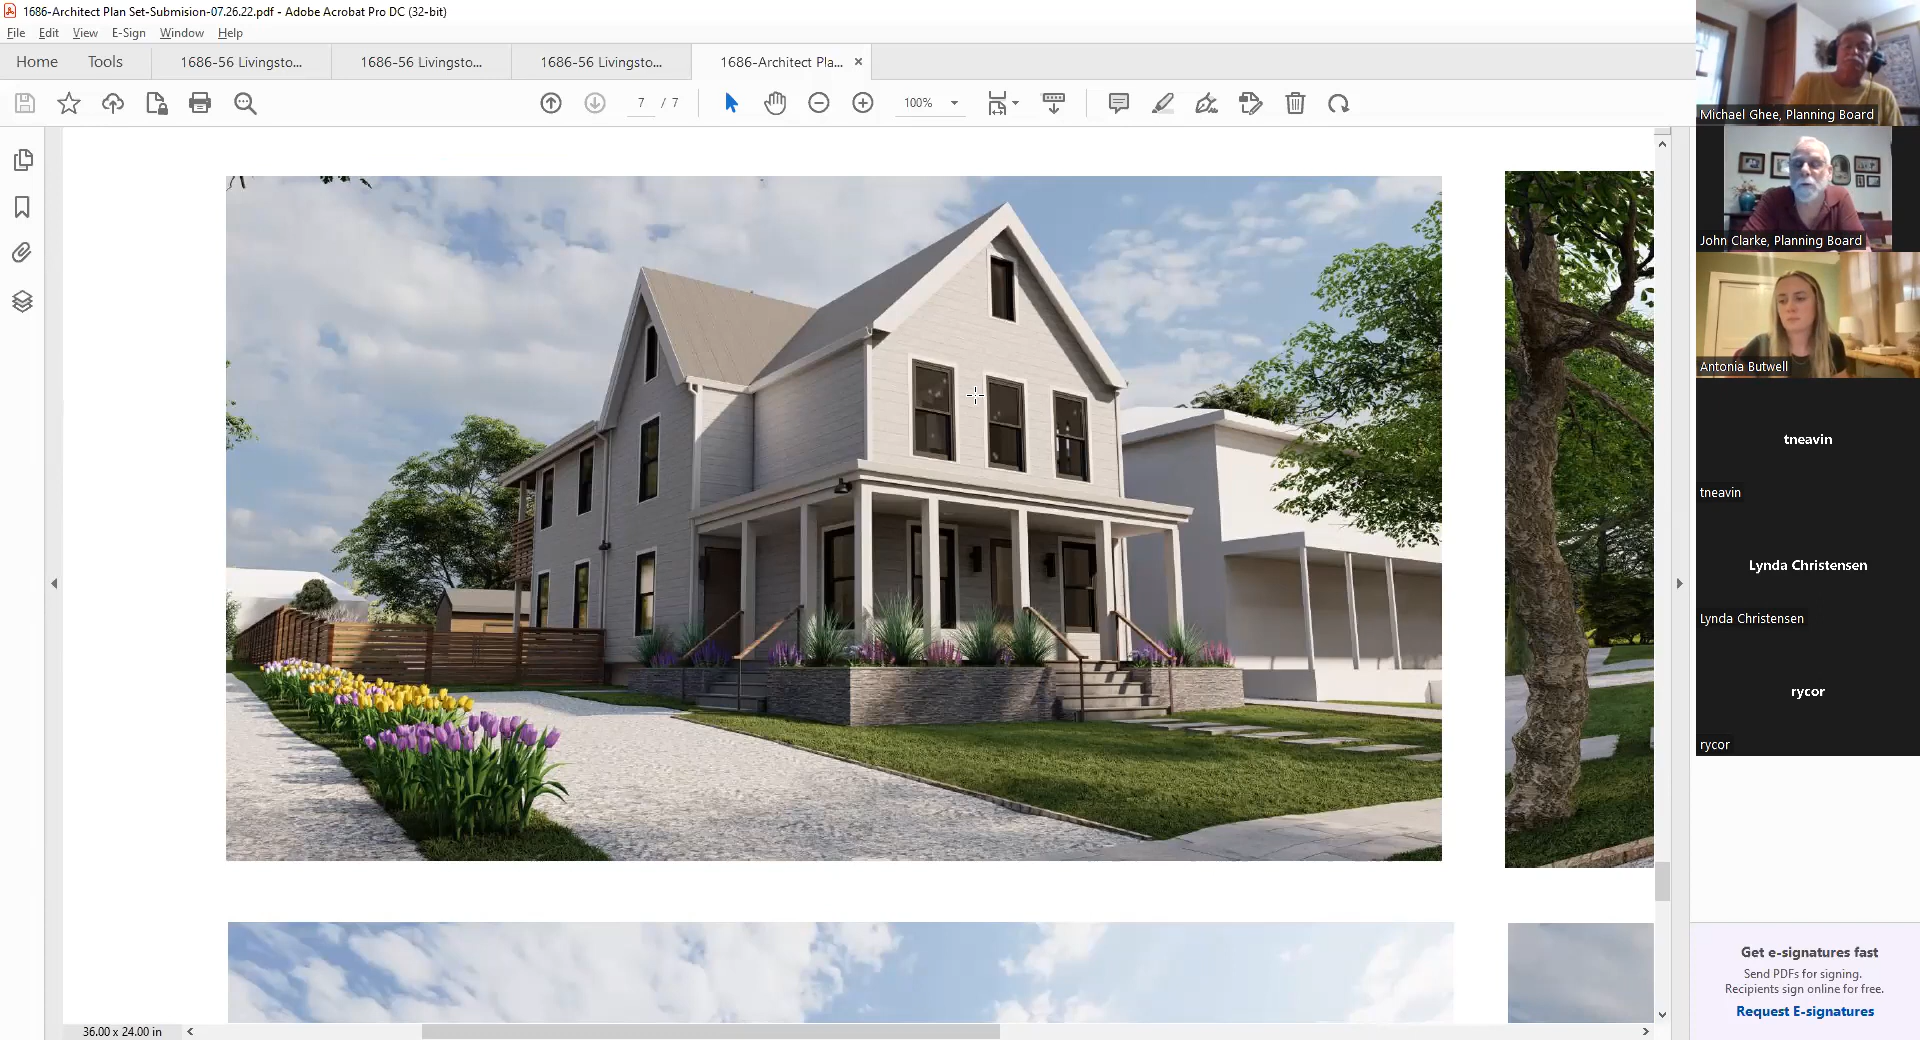 1686-Architect Plan Set-Submision-07.26.22.pdf - Adobe Acrobat Pro DC (32-bit)
File Edit View E-Sign Window Help
Home Tools 1686-56 Livingsto... 1686-56 Livingsto... 1686-56 Livingsto... 1686-Architect Pla... ×
7 / 7 100%
Michael Ghee, Planning Board
John Clarke, Planning Board
Antonia Butwell
tneavin
tneavin
Lynda Christensen
Lynda Christensen
rycor
rycor
Get e-signatures fast
Send PDFs for signing.
Recipients sign online for free.
Request E-signatures
36.00 x 24.00 in